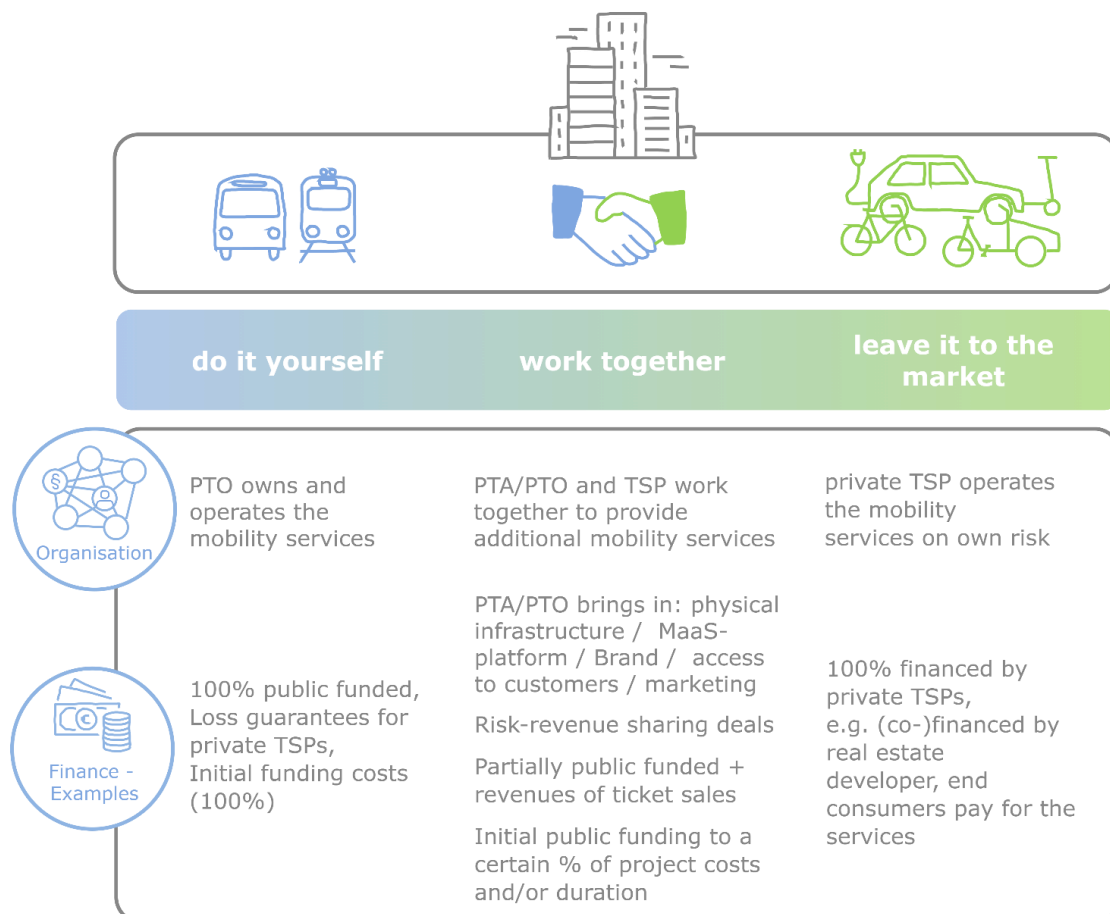 do it yourself
work together
leave it to the
market
§
Organisation
PTO owns and
operates the
mobility services
PTA/PTO and TSP work
together to provide
additional mobility services
private TSP operates
the mobility
services on own risk
€
Finance -
Examples
100% public funded,
Loss guarantees for
private TSPs,
Initial funding costs
(100%)
PTA/PTO brings in: physical
infrastructure / MaaS-
platform / Brand / access
to customers / marketing
Risk-revenue sharing deals
Partially public funded +
revenues of ticket sales
Initial public funding to a
certain % of project costs
and/or duration
100% financed by
private TSPs,
e.g. (co-)financed by
real estate
developer, end
consumers pay for the
services